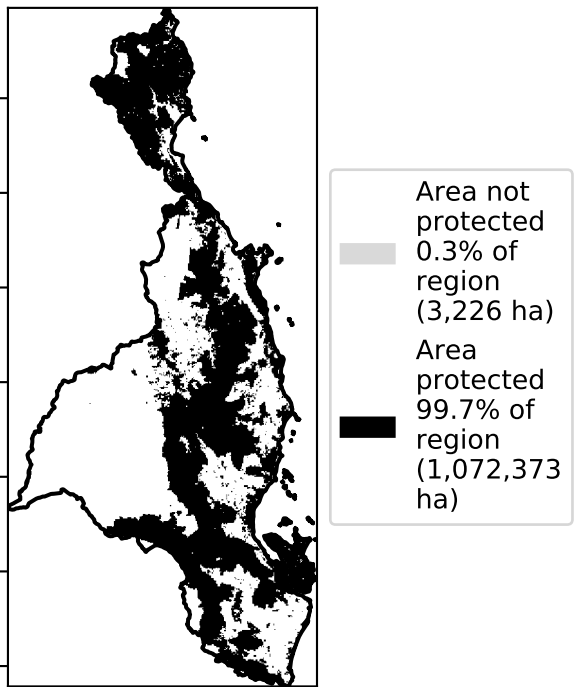 Area not
protected
0.3% of
region
(3,226 ha)
Area
protected
99.7% of
region
(1,072,373
ha)